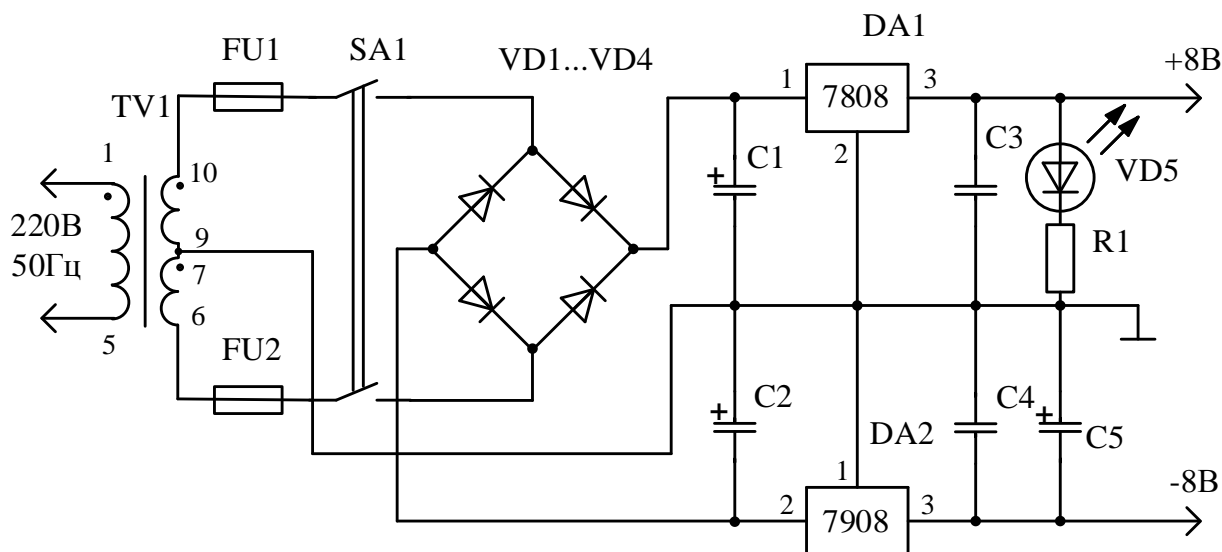 FU1
SA1
VD1...VD4
DA1
+8В
TV1
1
7808
3
1
10
2
C1
C3
VD5
220В
50Гц
9
7
R1
6
5
FU2
C2
DA2
C4
C5
1
2
7908
3
-8В